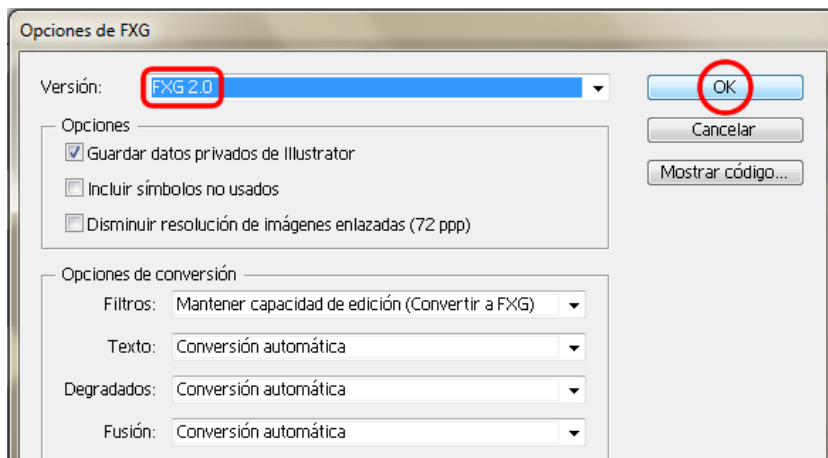 Opciones de FXG
Versión: FXG 2.0
OK
Opciones
Cancelar
Guardar datos privados de Illustrator
Mostrar código...
Incluir símbolos no usados
Disminuir resolución de imágenes enlazadas (72 ppp)
Opciones de conversión
Filtros: Mantener capacidad de edición (Convertir a FXG)
Texto: Conversión automática
Degradados: Conversión automática
Fusión: Conversión automática